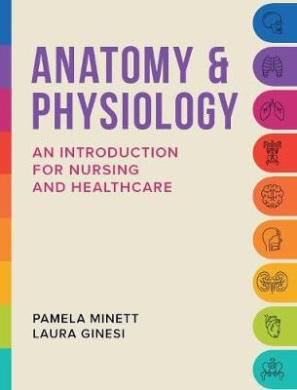 ANATOMY &
PHYSIOLOGY
AN INTRODUCTION
FOR NURSING
AND HEALTHCARE
PAMELA MINETT
LAURA GINESI